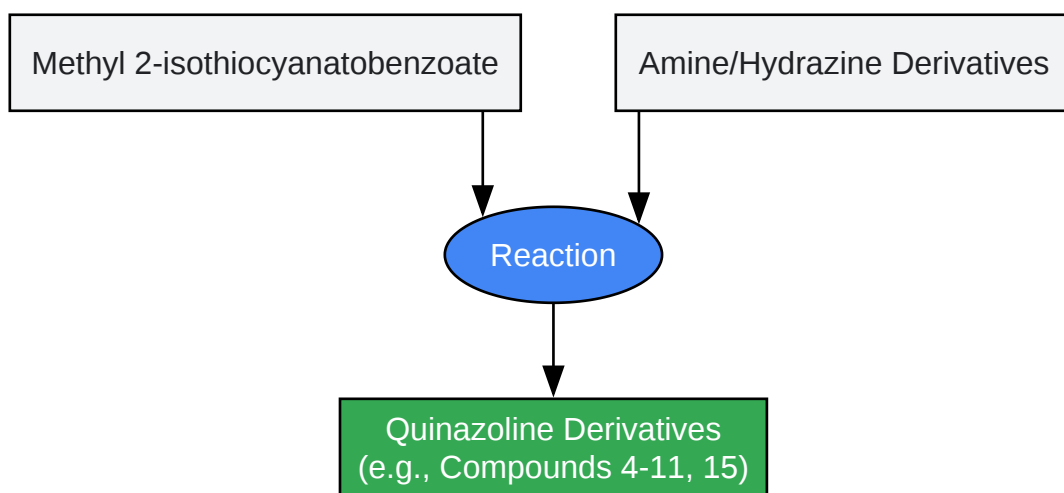 Methyl 2-isothiocyanatobenzoate
Amine/Hydrazine Derivatives
Reaction
Quinazoline Derivatives
(e.g., Compounds 4-11, 15)